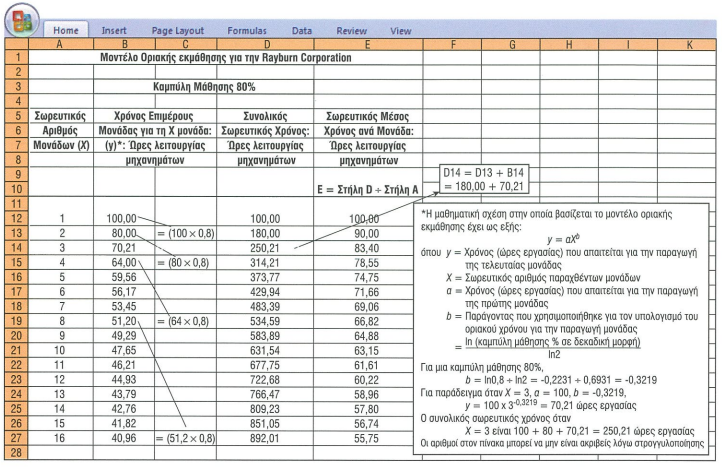 Home Insert Page Layout Formulas Data Review View
A B C D E F G H I K
1 Μοντέλο Οριακής εκμάθησης για την Rayburn Corporation
2
3 Καμπύλη Μάθησης 80%
4
5 Σωρευτικός Χρόνος Επιμέρους Συνολικός Σωρευτικός Μέσος
6 Αριθμός Μονάδας για τη Χ μονάδα: Σωρευτικός Χρόνος: Χρόνος ανά Μονάδα:
7 Μονάδων (X) (y)*: Ώρες λειτουργίας Ώρες λειτουργίας Ώρες λειτουργίας
8 μηχανημάτων μηχανημάτων μηχανημάτων
9
10 E = Στήλη D ÷ Στήλη A
11
12 1 100,00 100,00 100,00
13 2 80,00 = (100 × 0,8) 180,00 90,00
14 3 70,21 250,21 83,40
15 4 64,00 = (80 × 0,8) 314,21 78,55
16 5 59,56 373,77 74,75
17 6 56,17 429,94 71,66
18 7 53,45 483,39 69,06
19 8 51,20 = (64 × 0,8) 534,59 66,82
20 9 49,29 583,89 64,88
21 10 47,65 631,54 63,15
22 11 46,21 677,75 61,61
23 12 44,93 722,68 60,22
24 13 43,79 766,47 58,96
25 14 42,76 809,23 57,80
26 15 41,82 851,05 56,74
27 16 40,96 = (51,2 × 0,8) 892,01 55,75
28
D14 = D13 + B14
= 180,00 + 70,21
*Η μαθηματική σχέση στην οποία βασίζεται το μοντέλο οριακής
εκμάθησης έχει ως εξής:
y = aX^b
όπου y = Χρόνος (ώρες εργασίας) που απαιτείται για την παραγωγή
της τελευταίας μονάδας
X = Σωρευτικός αριθμός παραχθέντων μονάδων
a = Χρόνος (ώρες εργασίας) που απαιτείται για την παραγωγή
της πρώτης μονάδας
b = Παράγοντας που χρησιμοποιήθηκε για τον υπολογισμό του
οριακού χρόνου για την παραγωγή μονάδας
= ln (καμπύλη μάθησης % σε δεκαδική μορφή)
ln2
Για μια καμπύλη μάθησης 80%,
b = ln0,8 ÷ ln2 = -0,2231 ÷ 0,6931 = -0,3219
Για παράδειγμα όταν X = 3, a = 100, b = -0,3219,
y = 100 x 3^-0,3219 = 70,21 ώρες εργασίας
Ο συνολικός σωρευτικός χρόνος όταν
X = 3 είναι 100 + 80 + 70,21 = 250,21 ώρες εργασίας
Οι αριθμοί στον πίνακα μπορεί να μην είναι ακριβείς λόγω στρογγυλοποίησης